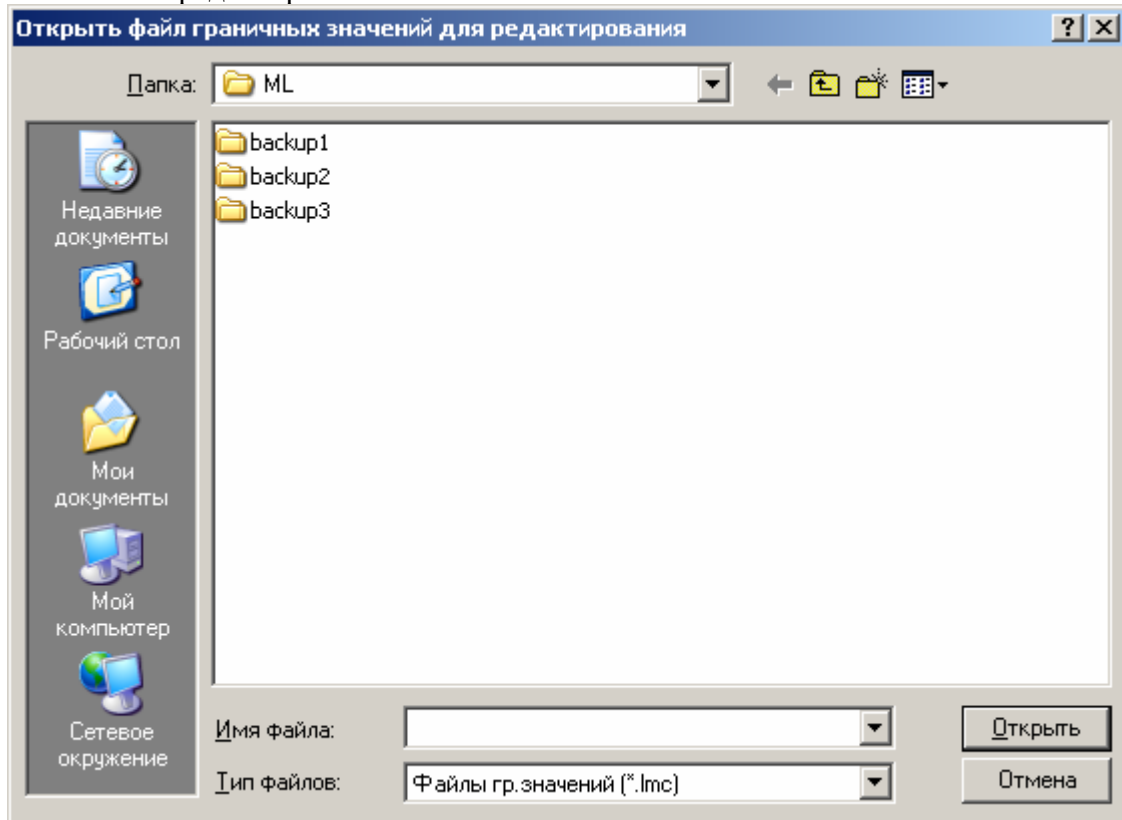 Открыть файл граничных значений для редактирования
Папка:
ML
backup1
backup2
backup3
Недавние
документы
Рабочий стол
Мои
документы
Мой
компьютер
Сетевое
окружение
Имя файла:
Открыть
Тип файлов:
Файлы гр.значений (*.lmc)
Отмена